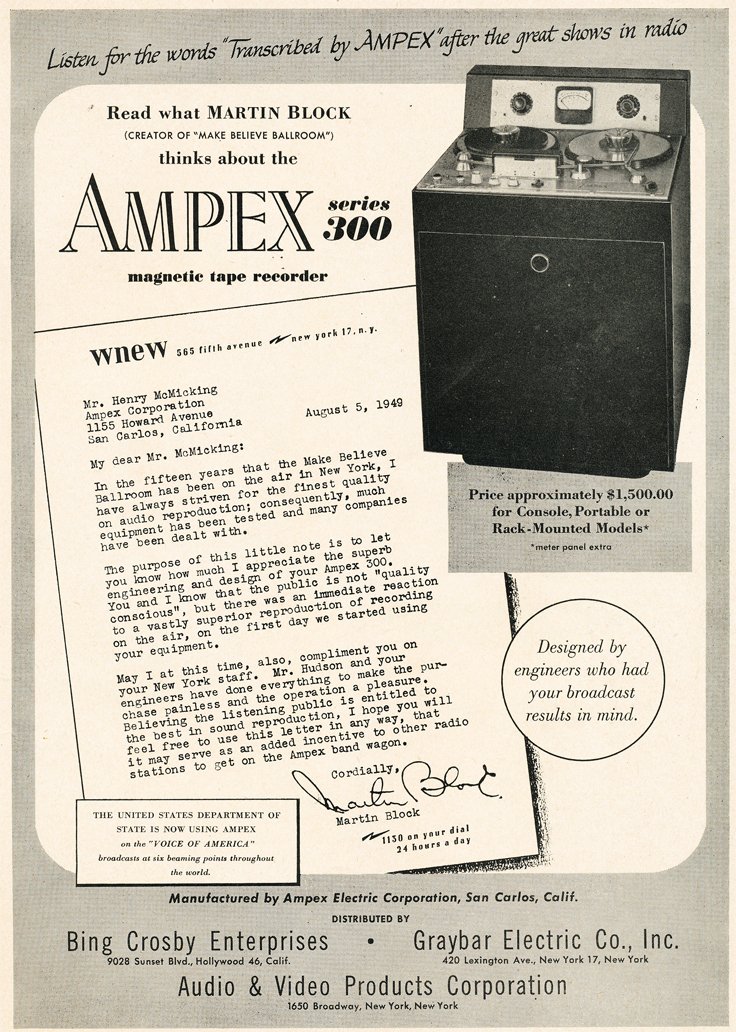 Listen for the words "Transcribed by AMPEX" after the great shows in radio
Read what MARTIN BLOCK
(CREATOR OF "MAKE BELIEVE BALLROOM")
thinks about the
AMPEX series 300
magnetic tape recorder
wnew 565 fifth avenue new york 17, n.y.
Mr. Henry McMicking
Ampex Corporation
1155 Howard Avenue
San Carlos, California
August 5, 1949
My dear Mr. McMicking:
In the fifteen years that the Make Believe
Ballroom has been on the air in New York, I
have always striven for the finest quality
on audio reproduction; consequently, much
equipment has been tested and many companies
have been dealt with.
The purpose of this little note is to let
you know how much I appreciate the superb
engineering and design of your Ampex 300.
You and I know that the public is not "quality
conscious", but there was an immediate reaction
to a vastly superior reproduction of recording
on the air, on the first day we started using
your equipment.
May I at this time, also, compliment you on
your New York staff. Mr. Hudson and your
engineers have done everything to make the pur-
chase painless and the operation a pleasure.
Believing the listening public is entitled to
the best in sound reproduction, I hope you will
feel free to use this letter in any way, that
it may serve as an added incentive to other radio
stations to get on the Ampex band wagon.
Cordially,
Martin Block
Martin Block
1130 on your dial
24 hours a day
Price approximately $1,500.00
for Console, Portable or
Rack-Mounted Models*
*meter panel extra
Designed by
engineers who had
your broadcast
results in mind.
THE UNITED STATES DEPARTMENT OF
STATE IS NOW USING AMPEX
on the "VOICE OF AMERICA"
broadcasts at six beaming points throughout
the world.
Manufactured by Ampex Electric Corporation, San Carlos, Calif.
DISTRIBUTED BY
Bing Crosby Enterprises • Graybar Electric Co., Inc.
9028 Sunset Blvd., Hollywood 46, Calif. 420 Lexington Ave., New York 17, New York
Audio & Video Products Corporation
1650 Broadway, New York, New York